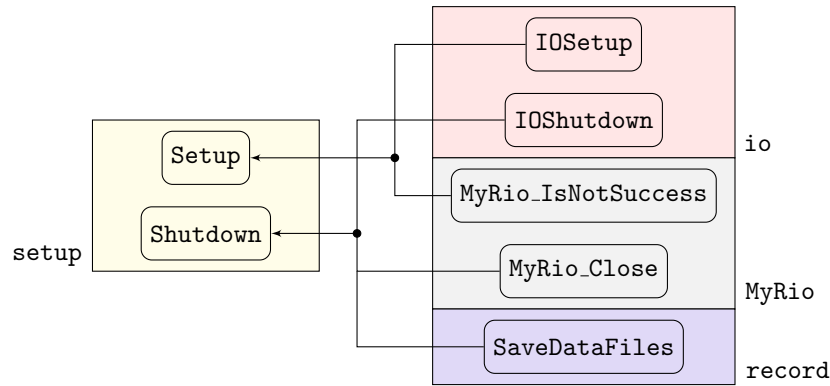 IOSetup
IOShutdown
io
Setup
MyRio_IsNotSuccess
Shutdown
setup
MyRio_Close
MyRio
SaveDataFiles
record